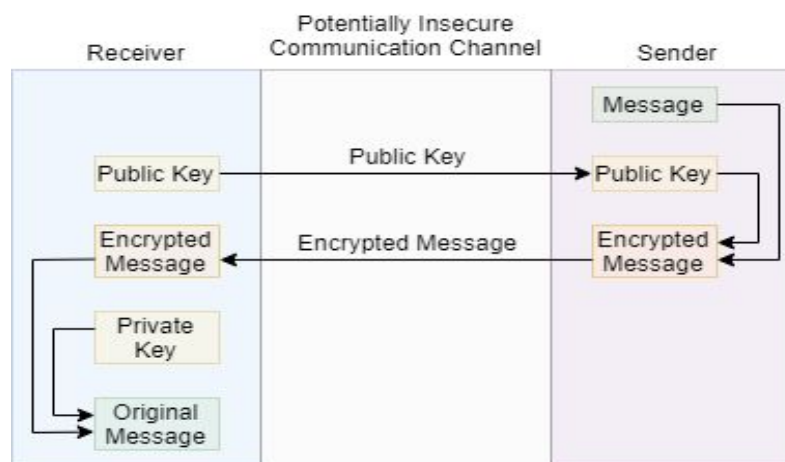 Receiver
Potentially Insecure
Communication Channel
Sender
Message
Public Key
Public Key
Public Key
Encrypted
Message
Encrypted Message
Encrypted
Message
Private
Key
Original
Message